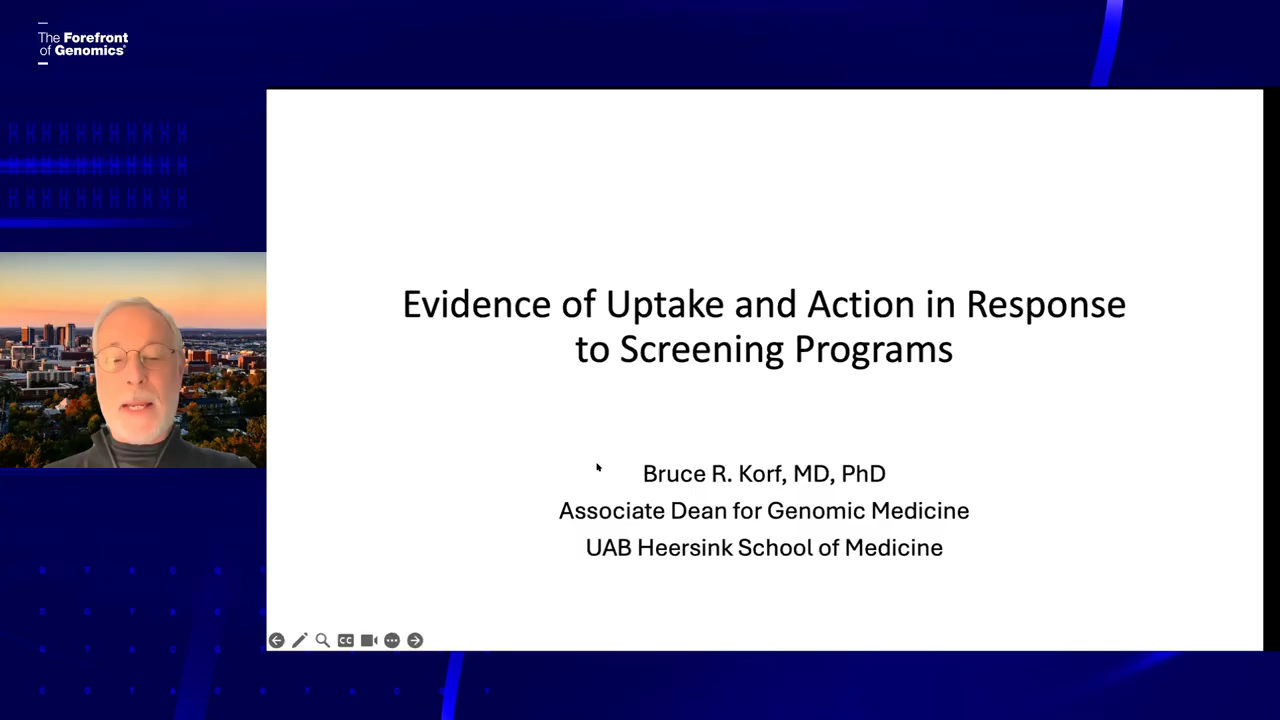 The Forefront
of Genomics®
Evidence of Uptake and Action in Response
to Screening Programs
Bruce R. Korf, MD, PhD
Associate Dean for Genomic Medicine
UAB Heersink School of Medicine
CC